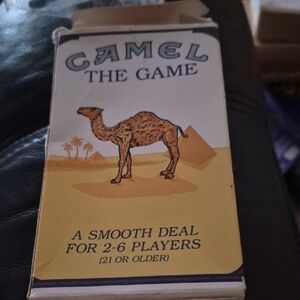 CAMEL
THE GAME
A SMOOTH DEAL
FOR 2-6 PLAYERS
(21 OR OLDER)